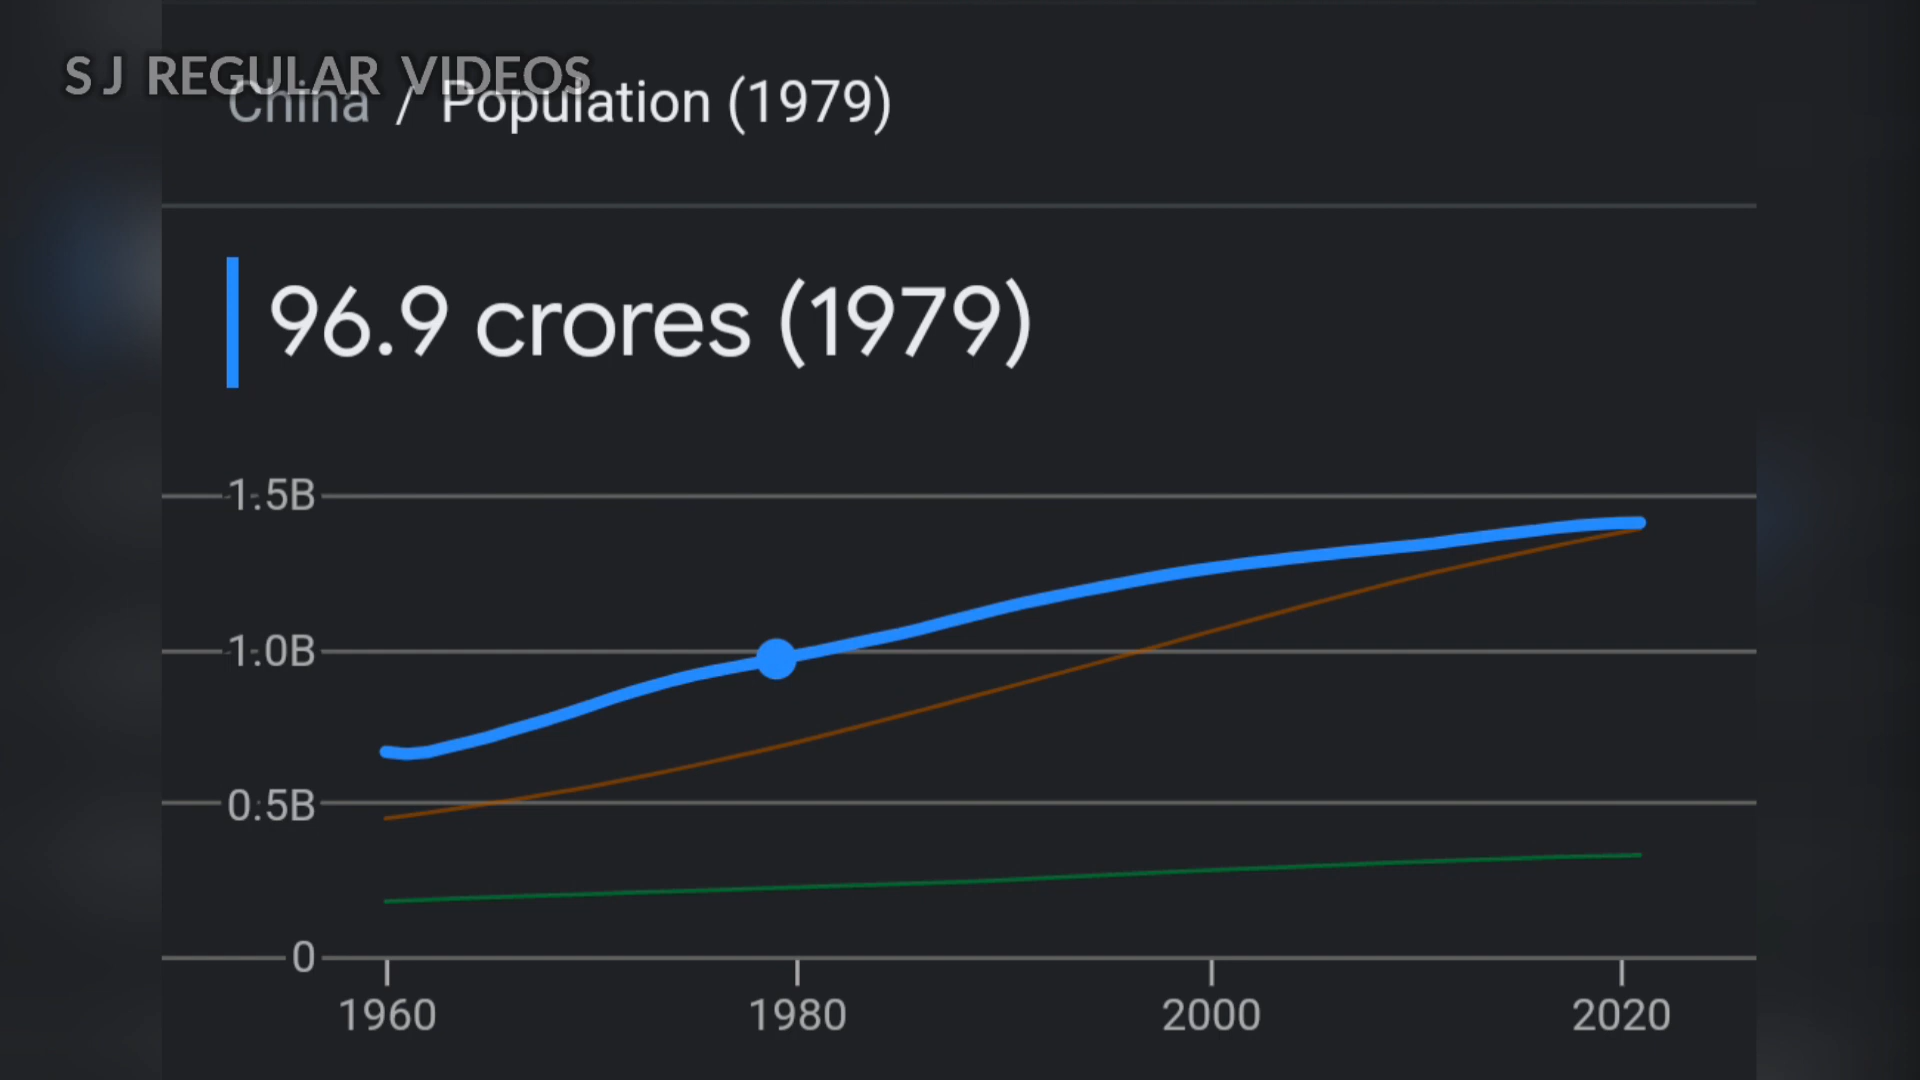 S J REGULAR VIDEOS
China / Population (1979)
96.9 crores (1979)
1.5B
1.0B
0.5B
0
1960 1980 2000 2020